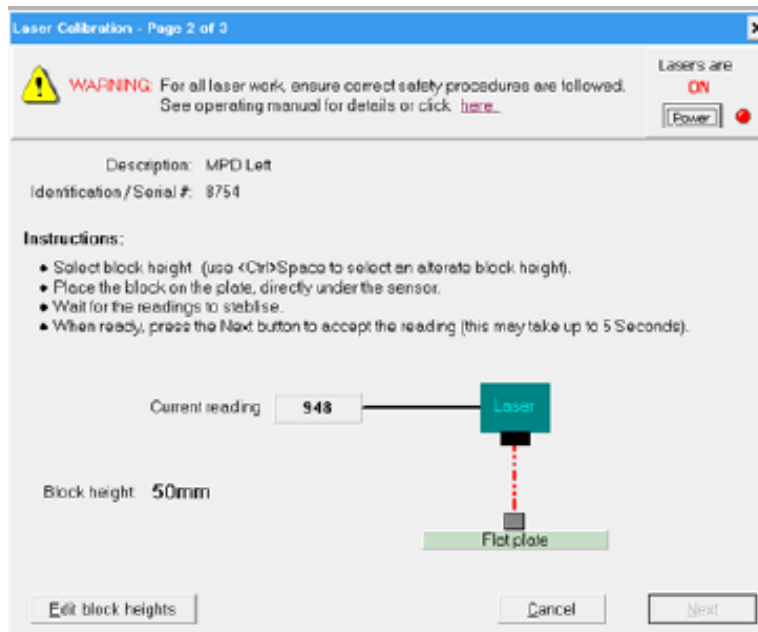 Laser Calibration - Page 2 of 3
WARNING: For all laser work, ensure correct safety procedures are followed.
See operating manual for details or click here.
Lasers are
ON
Power
Description: MPD Left
Identification/Serial #: 8754
Instructions:
• Select block height (use <Ctrl>Space to select an alterate block height).
• Place the block on the plate, directly under the sensor.
• Wait for the readings to stablise.
• When ready, press the Next button to accept the reading (this may take up to 5 Seconds).
Current reading 948
Laser
Block height 50mm
Flat plate
Edit block heights
Cancel
Next